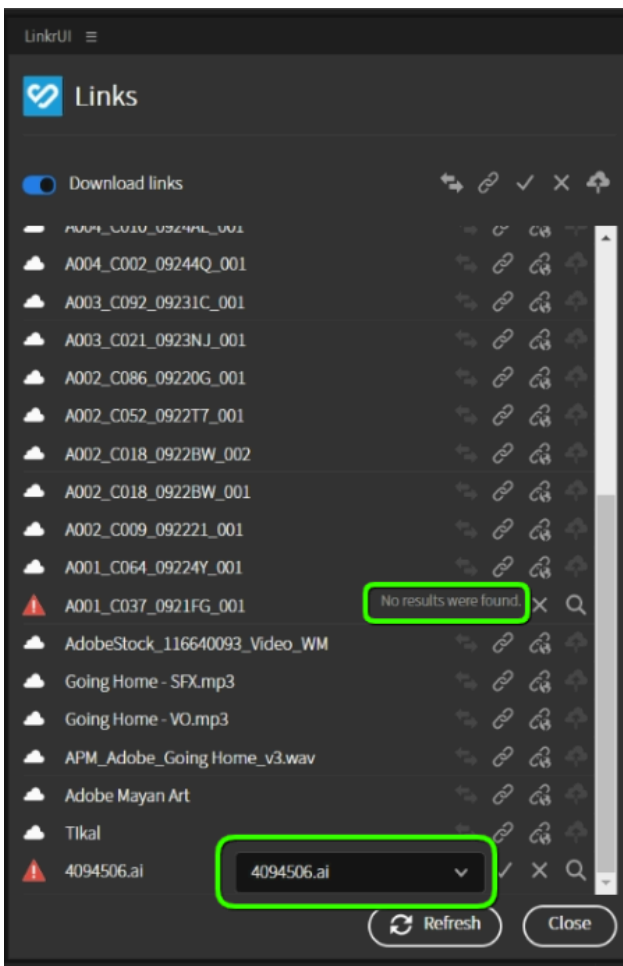 LinkrUI
Links
Download links
A004_C010_0924AL_001
A004_C002_09244Q_001
A003_C092_09231C_001
A003_C021_0923NJ_001
A002_C086_09220G_001
A002_C052_0922T7_001
A002_C018_0922BW_002
A002_C018_0922BW_001
A002_C009_092221_001
A001_C064_09224Y_001
A001_C037_0921FG_001 No results were found.
AdobeStock_116640093_Video_WM
Going Home - SFX.mp3
Going Home - VO.mp3
APM_Adobe_Going Home_v3.wav
Adobe Mayan Art
TIkal
4094506.ai 4094506.ai
Refresh Close